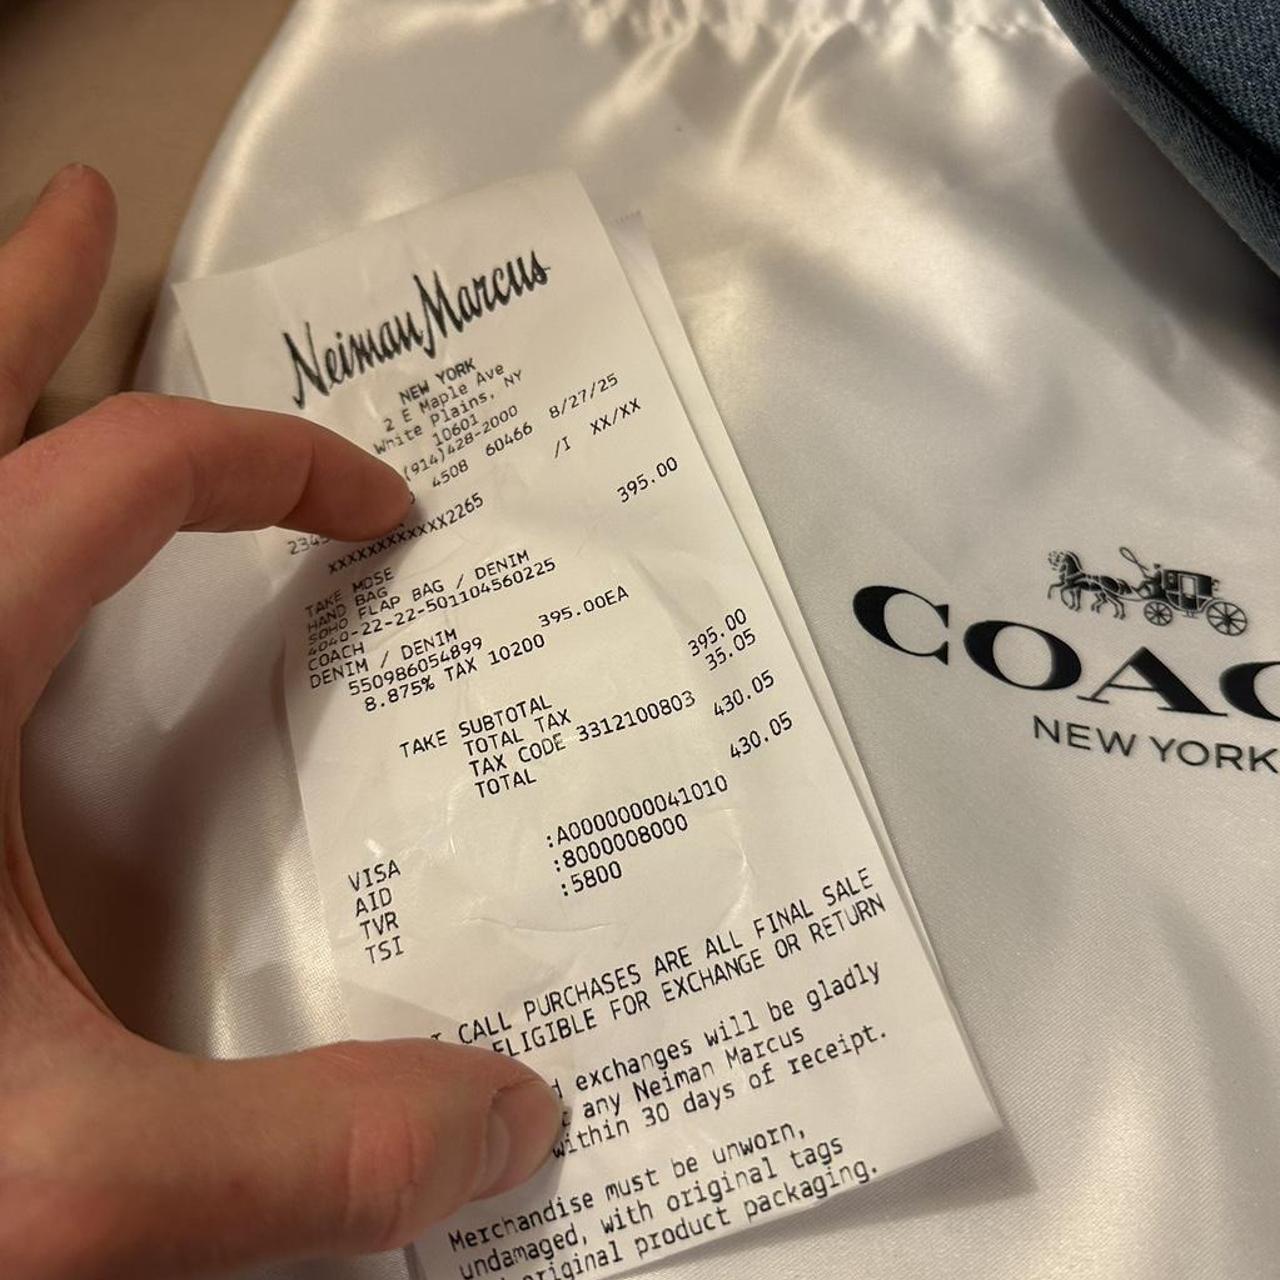 Neiman Marcus
NEW YORK
2 E Maple Ave
White Plains, NY
10601
(914)428-2000
4508 60466 8/27/25
/I XX/XX
XXXXXXXXXXXX2265
395.00
TAKE MDSE
HAND BAG
SOHO FLAP BAG / DENIM
4040-22-22-501104560225
COACH
DENIM / DENIM
550986054899 395.00EA
8.875% TAX 10200
TAKE SUBTOTAL 395.00
TOTAL TAX 35.05
TAX CODE 3312100803
TOTAL 430.05
430.05
VISA
AID :A0000000041010
TVR :8000008000
TSI :5800
CALL PURCHASES ARE ALL FINAL SALE
ELIGIBLE FOR EXCHANGE OR RETURN
exchanges will be gladly
any Neiman Marcus
within 30 days of receipt.
Merchandise must be unworn,
undamaged, with original tags
original product packaging.
COAC
NEW YORK